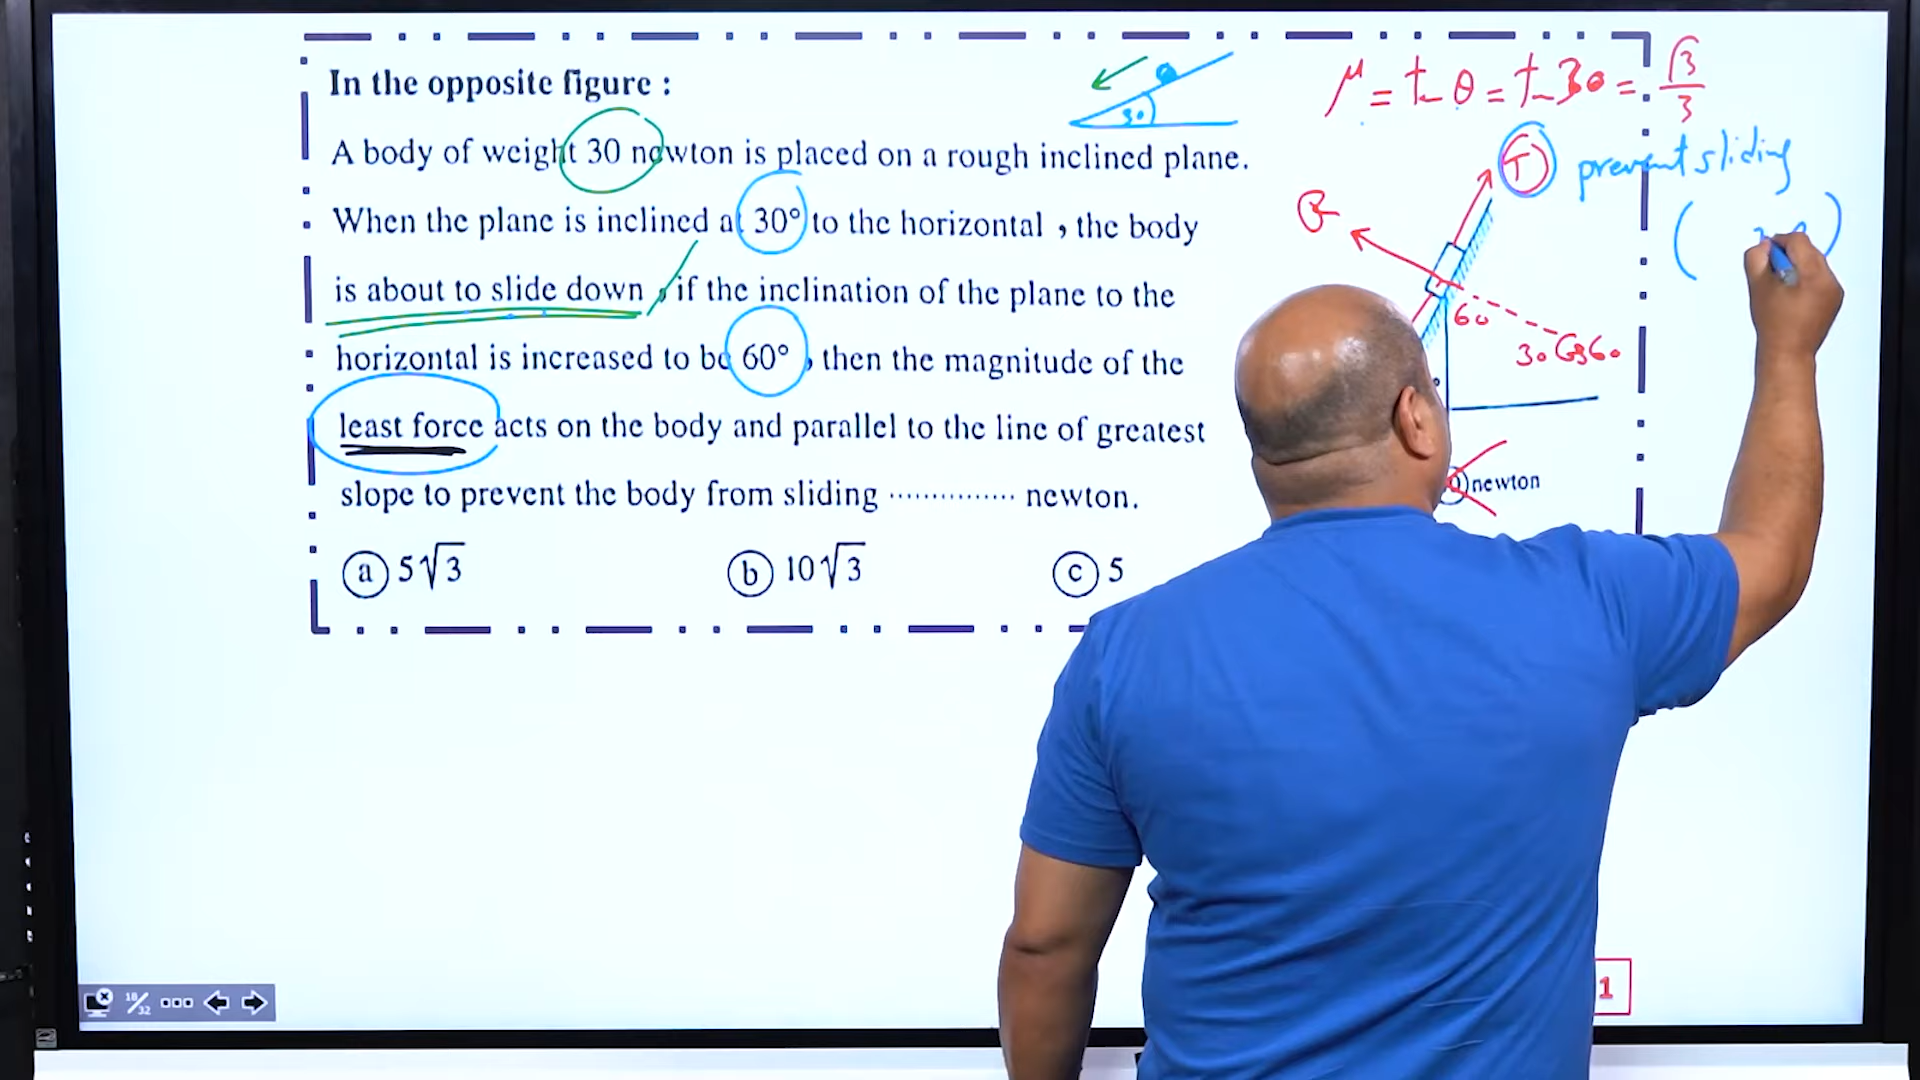 In the opposite figure :
A body of weight 30 newton is placed on a rough inclined plane.
When the plane is inclined at 30° to the horizontal , the body
is about to slide down , if the inclination of the plane to the
horizontal is increased to be 60° , then the magnitude of the
least force acts on the body and parallel to the line of greatest
slope to prevent the body from sliding ............... newton.
a 5√3
b 10√3
c 5
30
μ = tan θ = tan 30 = √3/3
T prevent sliding
R
60
30 Cos 60
newton
18/32
1